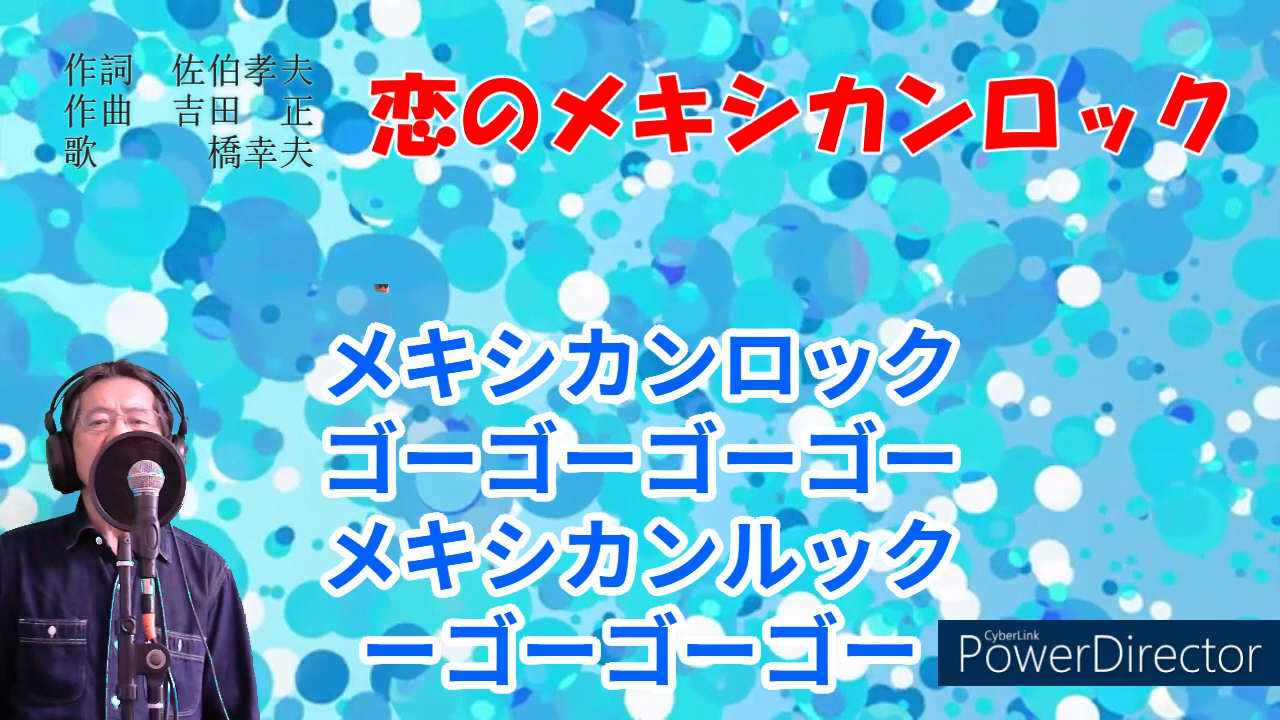 作詞　佐伯孝夫
作曲　吉田　正
歌　　　橋幸夫
恋のメキシカンロック
メキシカンロック
ゴーゴーゴーゴー
メキシカンルック
ーゴーゴーゴー
CyberLink
PowerDirector